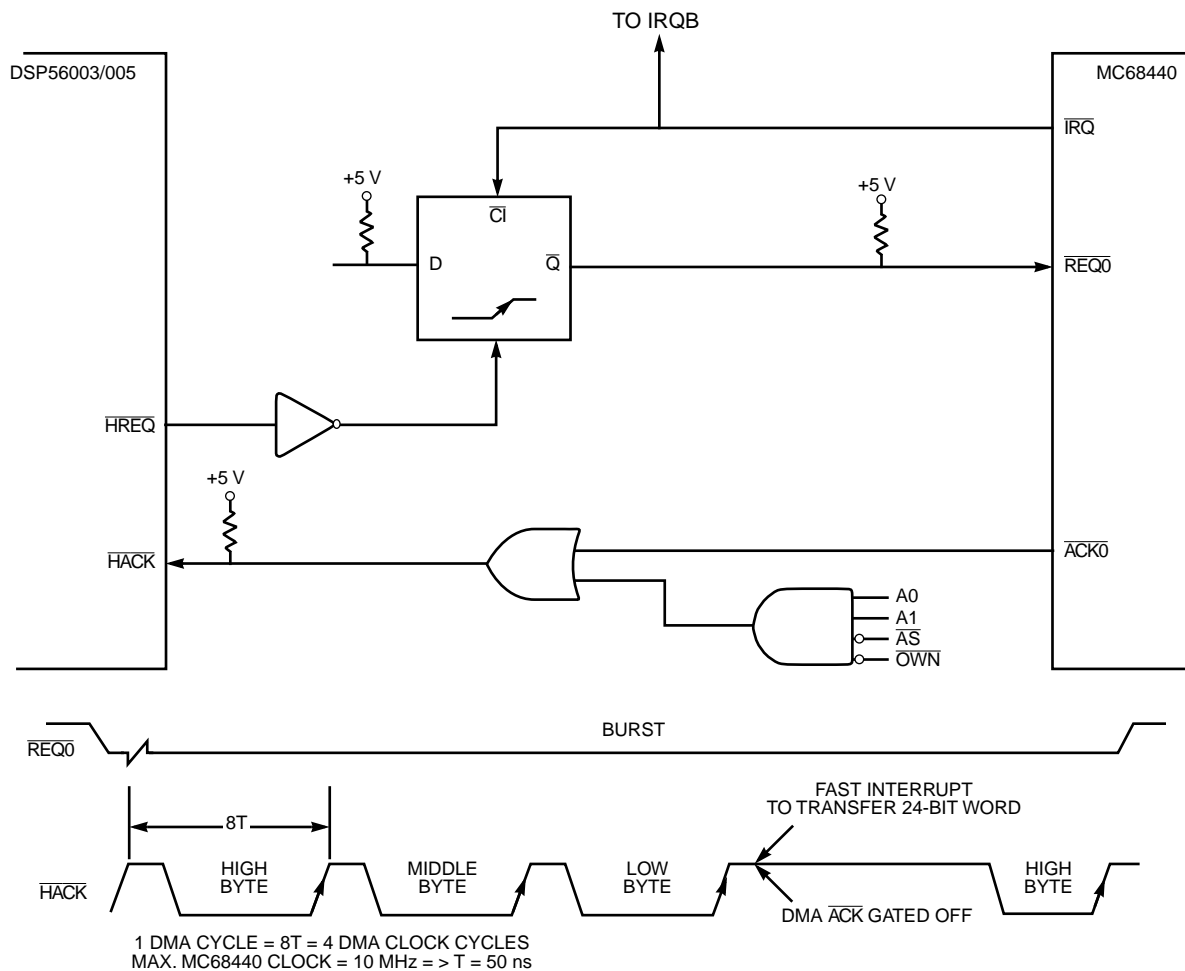 TO IRQB
DSP56003/005
MC68440
IRQ
+5 V
+5 V
CI
D
Q
REQ0
HREQ
+5 V
HACK
ACK0
A0
A1
AS
OWN
BURST
REQ0
FAST INTERRUPT
TO TRANSFER 24-BIT WORD
8T
HACK
HIGH
BYTE
MIDDLE
BYTE
LOW
BYTE
HIGH
BYTE
DMA ACK GATED OFF
1 DMA CYCLE = 8T = 4 DMA CLOCK CYCLES
MAX. MC68440 CLOCK = 10 MHz = > T = 50 ns